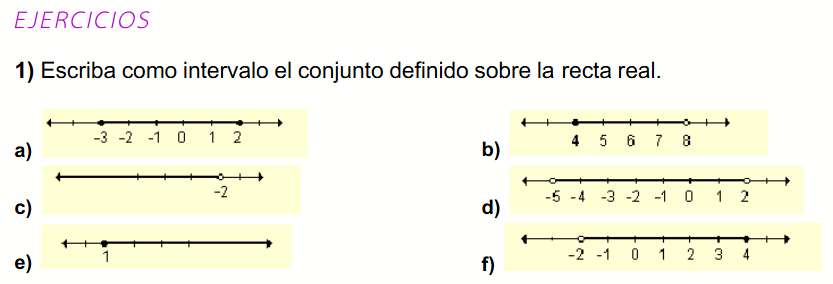 EJERCICIOS
1) Escriba como intervalo el conjunto definido sobre la recta real.
a) -3 -2 -1 0 1 2
b) 4 5 6 7 8
c) -2
d) -5 -4 -3 -2 -1 0 1 2
e) 1
f) -2 -1 0 1 2 3 4